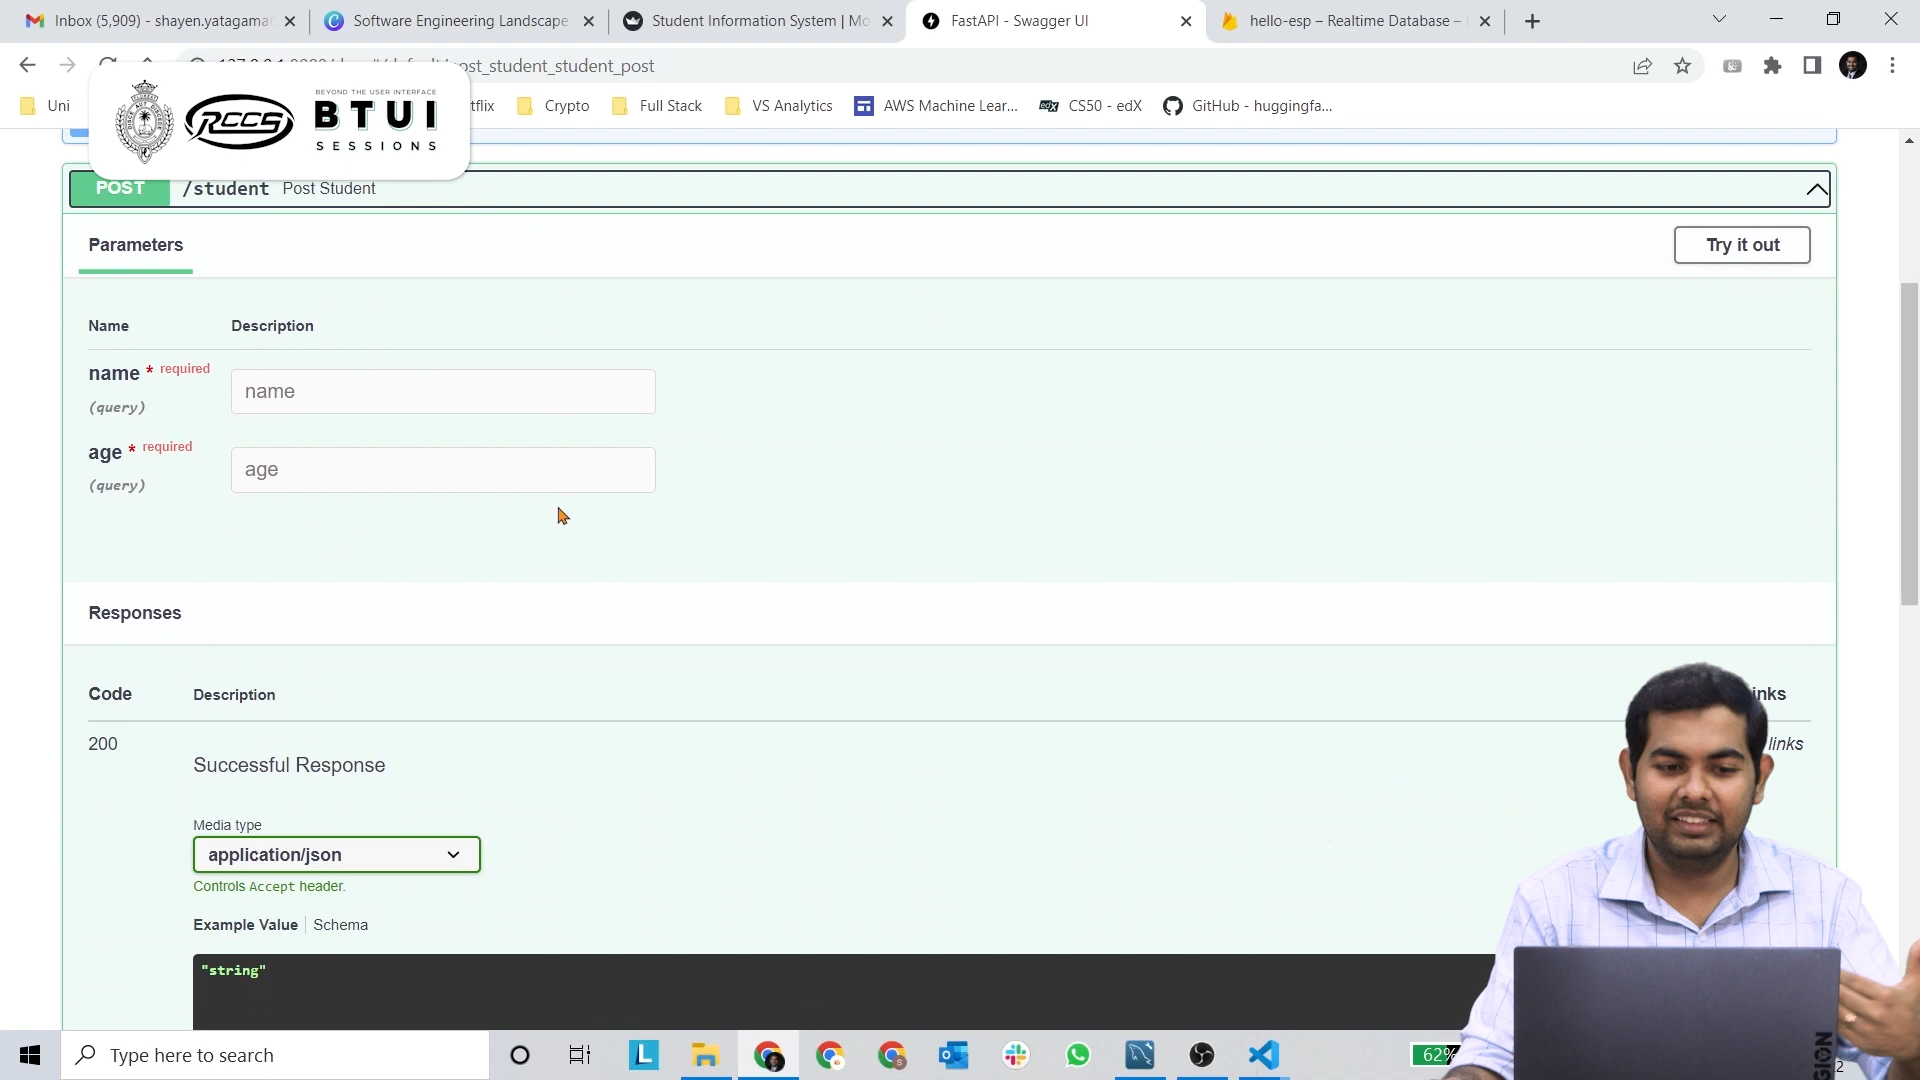 Inbox (5,909) - shayen.yatagama
Software Engineering Landscape
Student Information System | Mo
FastAPI - Swagger UI
hello-esp – Realtime Database –
post_student_student_post
Uni
tflix
Crypto
Full Stack
VS Analytics
AWS Machine Lear...
CS50 - edX
GitHub - huggingfa...
RCCS
BEYOND THE USER INTERFACE
BTUI
SESSIONS
POST /student Post Student
Parameters
Try it out
Name Description
name * required
(query)
name
age * required
(query)
age
Responses
Code Description
inks
200
links
Successful Response
Media type
application/json
Controls Accept header.
Example Value Schema
"string"
Type here to search
62%
2